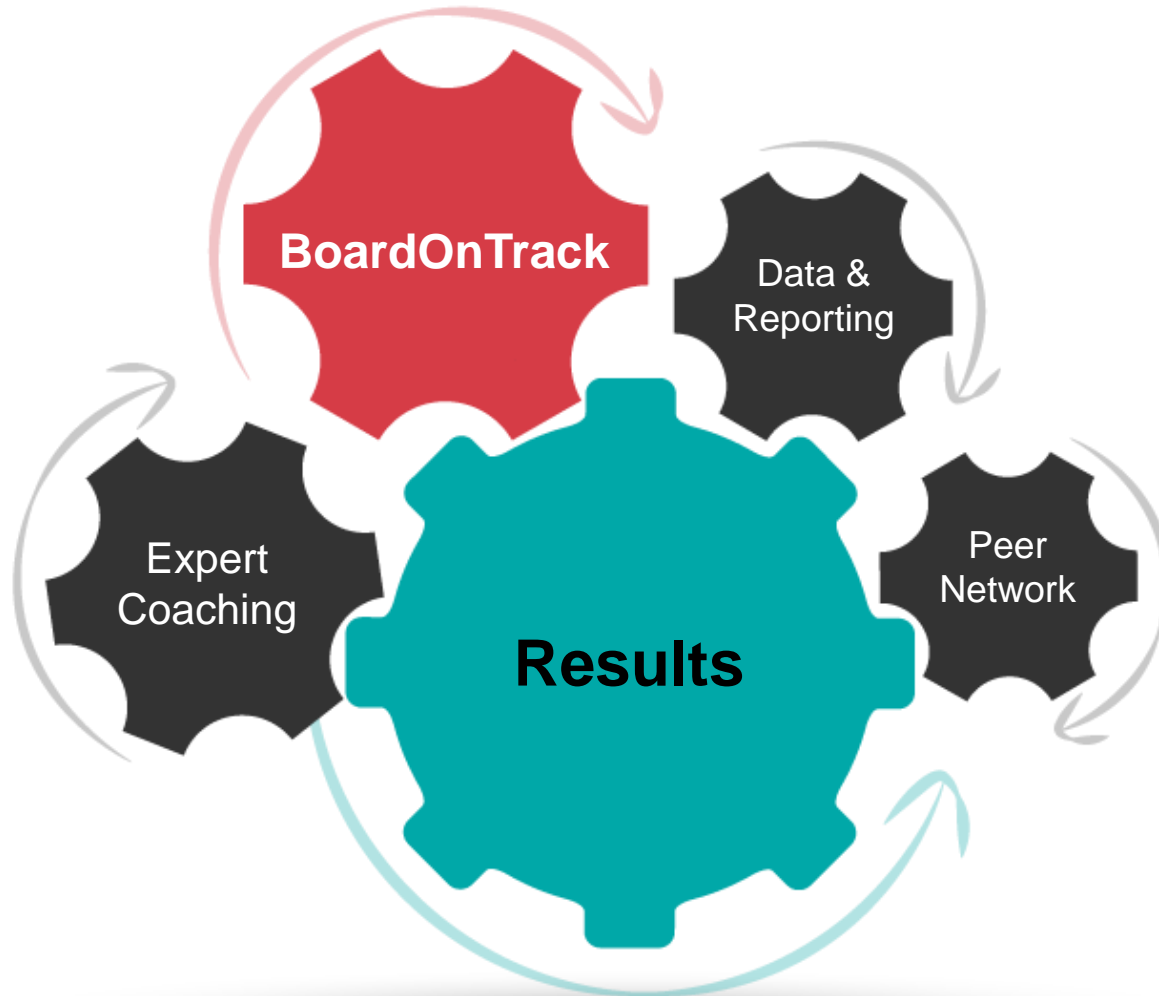 BoardOnTrack
Data &
Reporting
Expert
Coaching
Peer
Network
Results